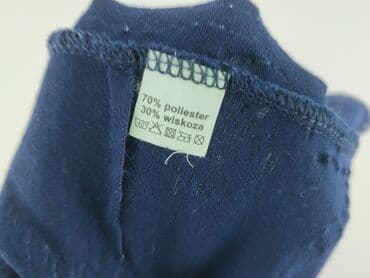 70% poliester
30% wiskoza